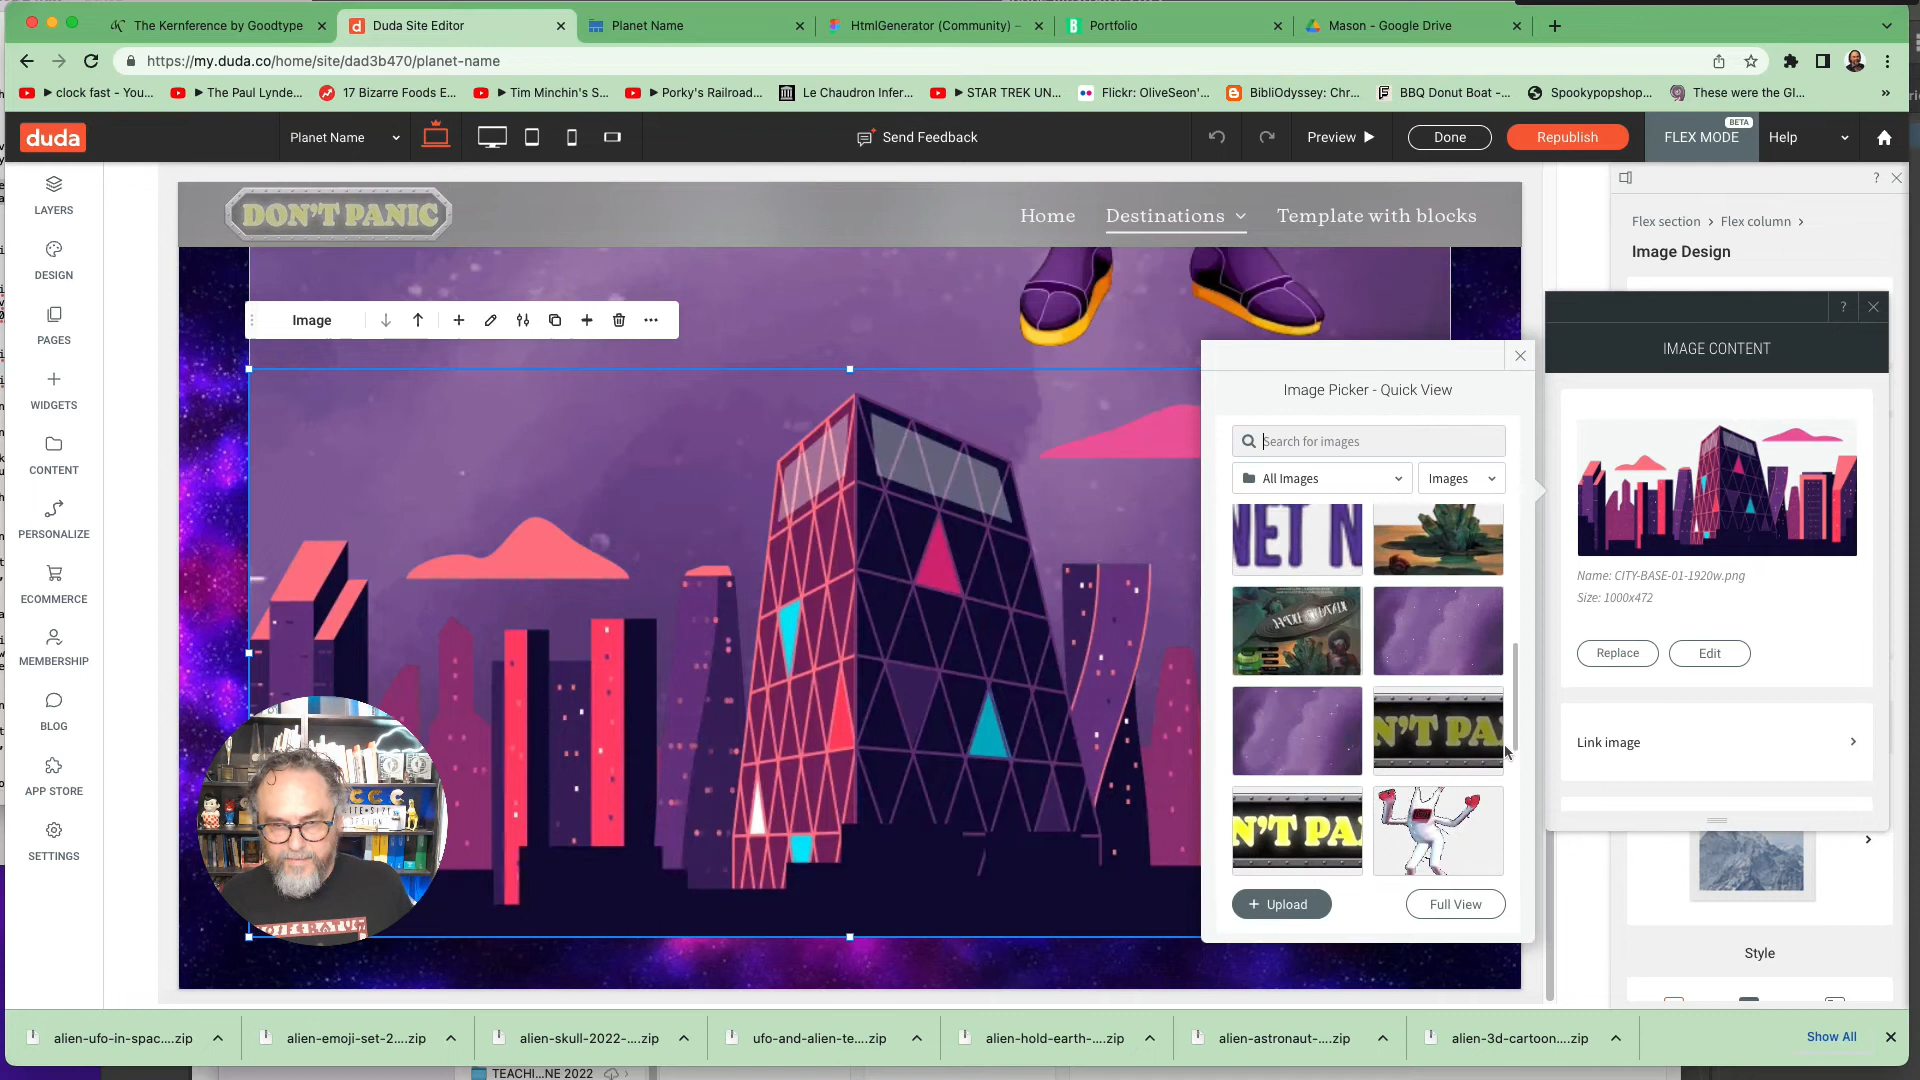 The Kernference by Goodtype
Duda Site Editor
Planet Name
HtmlGenerator (Community) –
Portfolio
Mason - Google Drive
https://my.duda.co/home/site/dad3b470/planet-name
clock fast - You...
The Paul Lynde...
17 Bizarre Foods E...
Tim Minchin's S...
Porky's Railroad...
Le Chaudron Infer...
STAR TREK UN...
Flickr: OliveSeon'...
BibliOdyssey: Chr...
BBQ Donut Boat -...
Spookypopshop...
These were the GI...
duda
Planet Name
Send Feedback
Preview
Done
Republish
FLEX MODE
BETA
Help
LAYERS
DESIGN
PAGES
WIDGETS
CONTENT
PERSONALIZE
ECOMMERCE
MEMBERSHIP
BLOG
APP STORE
SETTINGS
DON'T PANIC
Home
Destinations
Template with blocks
Image
Image Picker - Quick View
Search for images
All Images
Images
NET N
N'T PA
N'T PA
+ Upload
Full View
Flex section > Flex column >
Image Design
IMAGE CONTENT
Name: CITY-BASE-01-1920w.png
Size: 1000x472
Replace
Edit
Link image
Style
alien-ufo-in-spac....zip
alien-emoji-set-2....zip
alien-skull-2022-....zip
ufo-and-alien-te....zip
alien-hold-earth-....zip
alien-astronaut-....zip
alien-3d-cartoon....zip
Show All
TEACHI...NE 2022